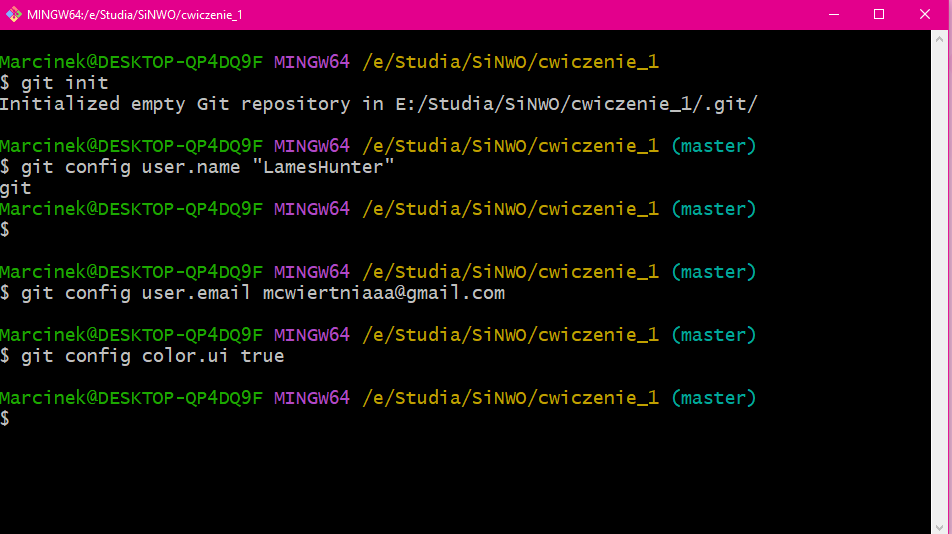 MINGW64:/e/Studia/SiNWO/cwiczenie_1
Marcinek@DESKTOP-QP4DQ9F MINGW64 /e/Studia/SiNWO/cwiczenie_1
$ git init
Initialized empty Git repository in E:/Studia/SiNWO/cwiczenie_1/.git/
Marcinek@DESKTOP-QP4DQ9F MINGW64 /e/Studia/SiNWO/cwiczenie_1 (master)
$ git config user.name "LamesHunter"
git
Marcinek@DESKTOP-QP4DQ9F MINGW64 /e/Studia/SiNWO/cwiczenie_1 (master)
$
Marcinek@DESKTOP-QP4DQ9F MINGW64 /e/Studia/SiNWO/cwiczenie_1 (master)
$ git config user.email mcwiertniaaa@gmail.com
Marcinek@DESKTOP-QP4DQ9F MINGW64 /e/Studia/SiNWO/cwiczenie_1 (master)
$ git config color.ui true
Marcinek@DESKTOP-QP4DQ9F MINGW64 /e/Studia/SiNWO/cwiczenie_1 (master)
$